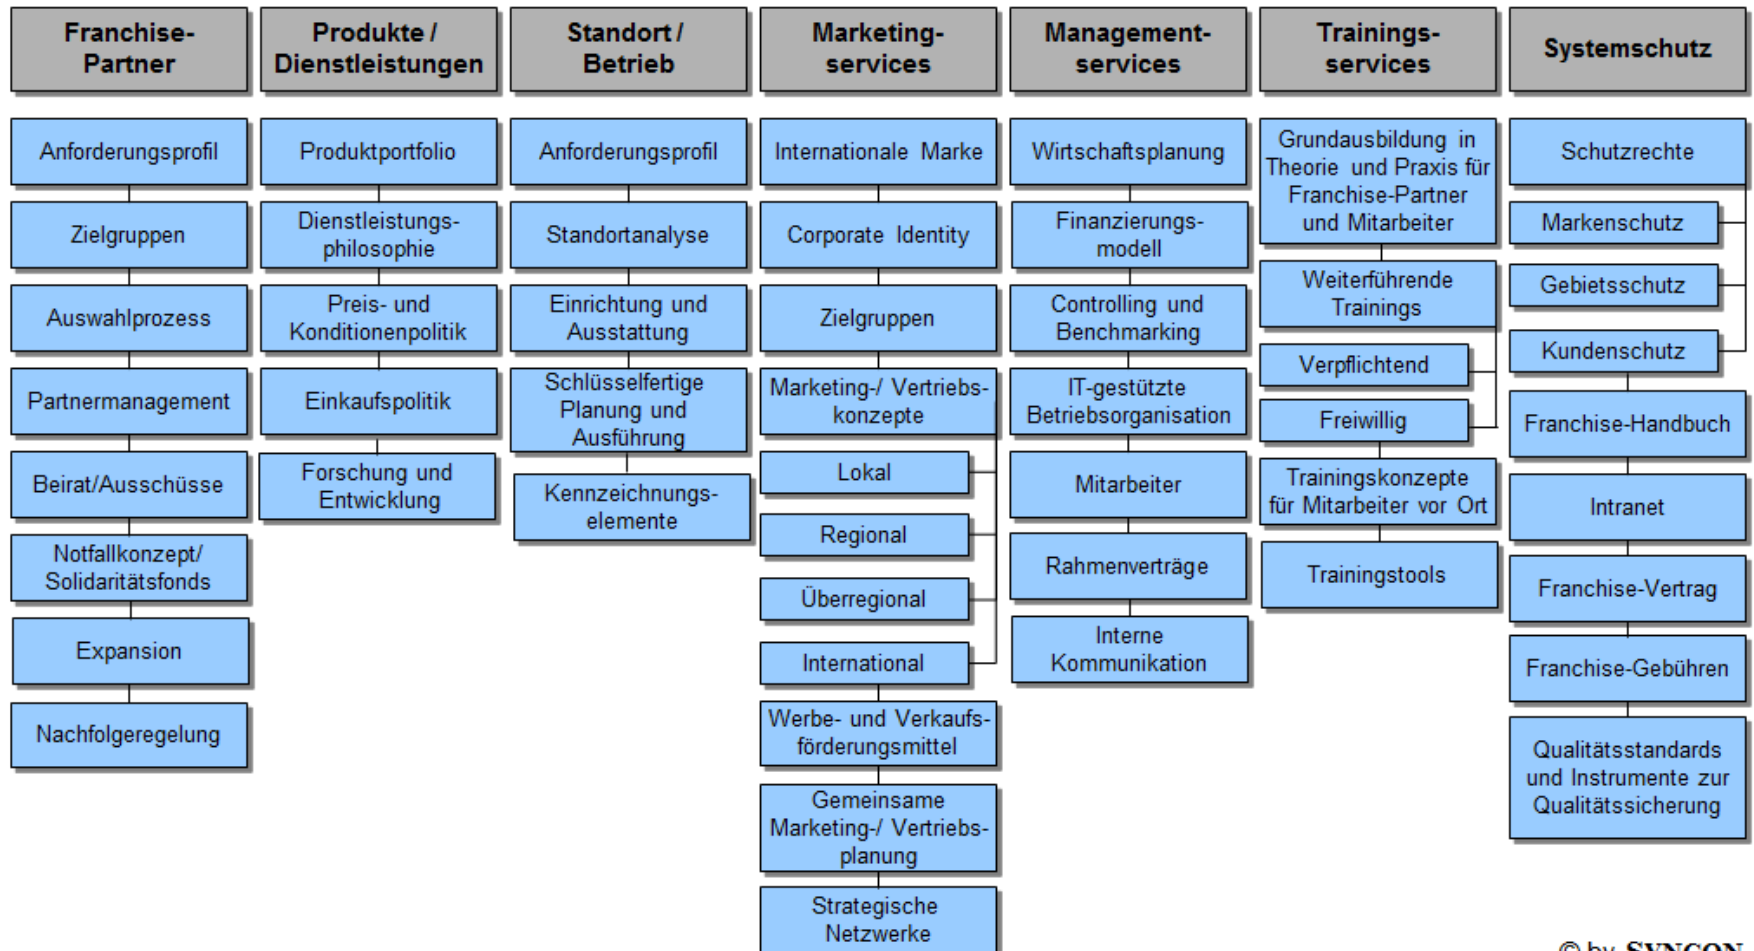 Franchise-
Partner
Anforderungsprofil
Zielgruppen
Auswahlprozess
Partnermanagement
Beirat/Ausschüsse
Notfallkonzept/
Solidaritätsfonds
Expansion
Nachfolgeregelung
Produkte /
Dienstleistungen
Produktportfolio
Dienstleistungs-
philosophie
Preis- und
Konditionenpolitik
Einkaufspolitik
Forschung und
Entwicklung
Standort /
Betrieb
Anforderungsprofil
Standortanalyse
Einrichtung und
Ausstattung
Schlüsselfertige
Planung und
Ausführung
Kennzeichnungs-
elemente
Marketing-
services
Internationale Marke
Corporate Identity
Zielgruppen
Marketing-/ Vertriebs-
konzepte
Lokal
Regional
Überregional
International
Werbe- und Verkaufs-
förderungsmittel
Gemeinsame
Marketing-/ Vertriebs-
planung
Strategische
Netzwerke
Management-
services
Wirtschaftsplanung
Finanzierungs-
modell
Controlling und
Benchmarking
IT-gestützte
Betriebsorganisation
Mitarbeiter
Rahmenverträge
Interne
Kommunikation
Trainings-
services
Grundausbildung in
Theorie und Praxis für
Franchise-Partner
und Mitarbeiter
Weiterführende
Trainings
Verpflichtend
Freiwillig
Trainingskonzepte
für Mitarbeiter vor Ort
Trainingstools
Systemschutz
Schutzrechte
Markenschutz
Gebietsschutz
Kundenschutz
Franchise-Handbuch
Intranet
Franchise-Vertrag
Franchise-Gebühren
Qualitätsstandards
und Instrumente zur
Qualitätssicherung
© by SYNCON